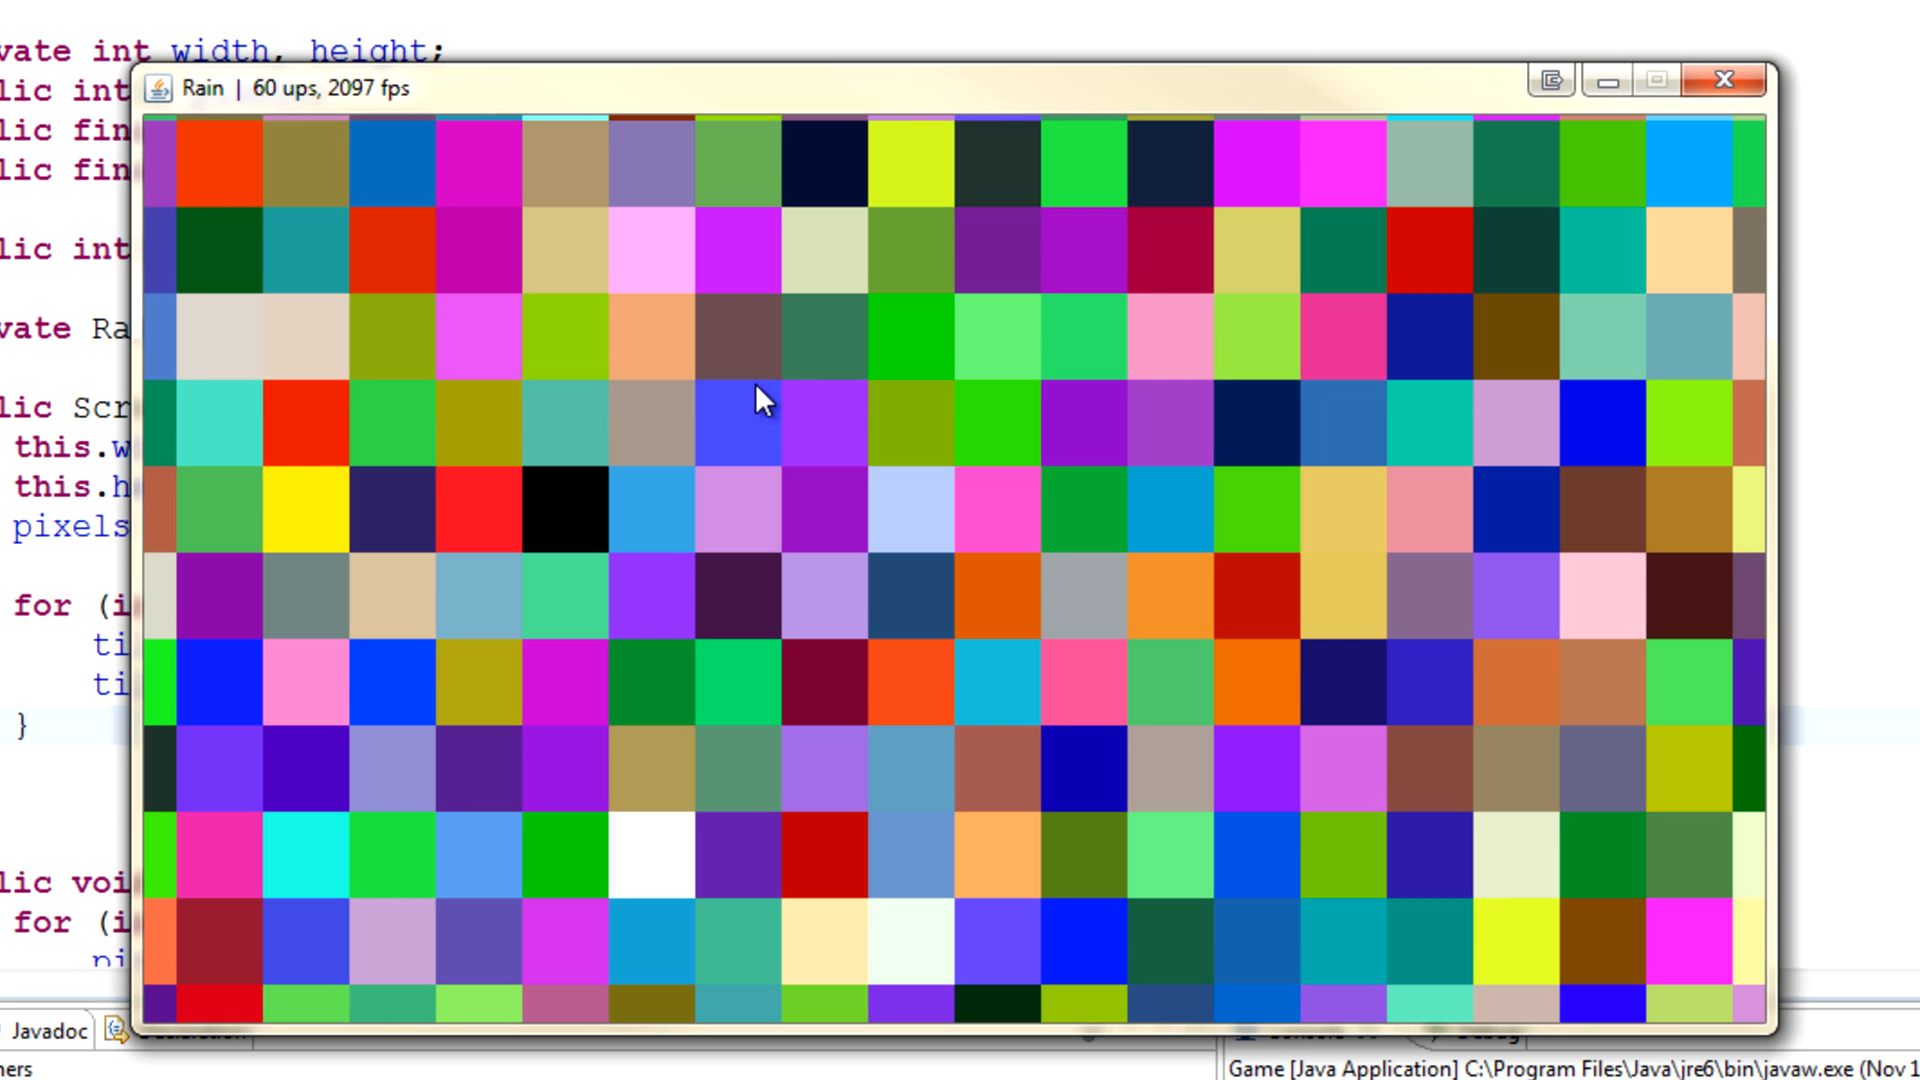 vate int width, height;
Rain | 60 ups, 2097 fps
lic int
lic fin
lic fin
lic int
vate Ra
lic Scr
this.w
this.h
pixels
for (i
ti
ti
}
lic voi
for (i
pi
Javadoc
ners
Game [Java Application] C:\Program Files\Java\jre6\bin\javaw.exe (Nov 1